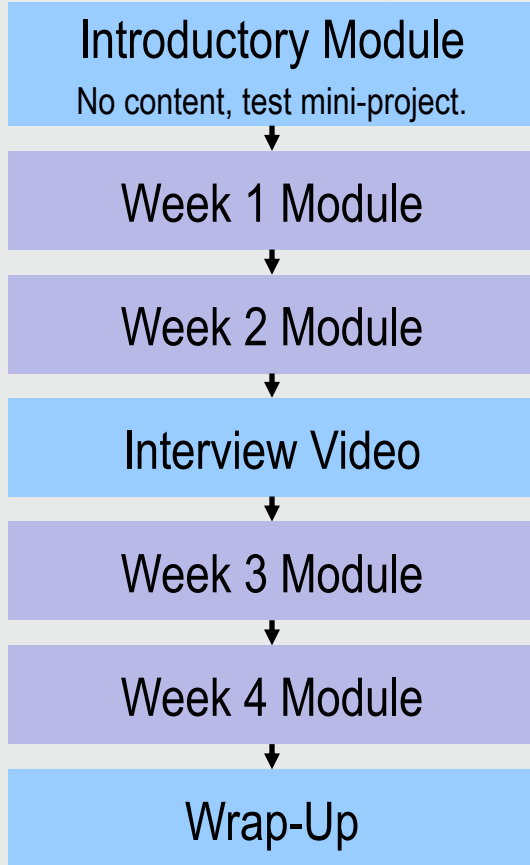 Introductory Module
No content, test mini-project.
Week 1 Module
Week 2 Module
Interview Video
Week 3 Module
Week 4 Module
Wrap-Up